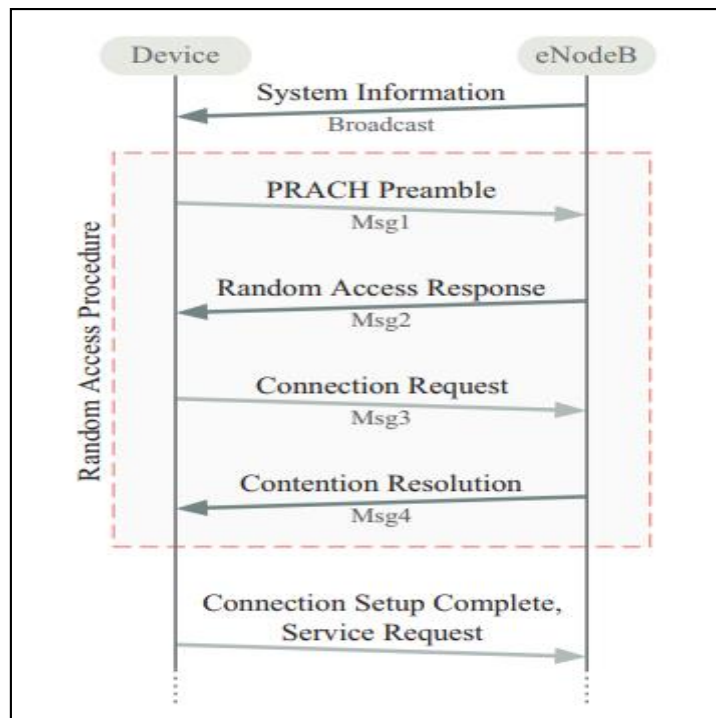 Device
eNodeB
System Information
Broadcast
Random Access Procedure
PRACH Preamble
Msg1
Random Access Response
Msg2
Connection Request
Msg3
Contention Resolution
Msg4
Connection Setup Complete,
Service Request